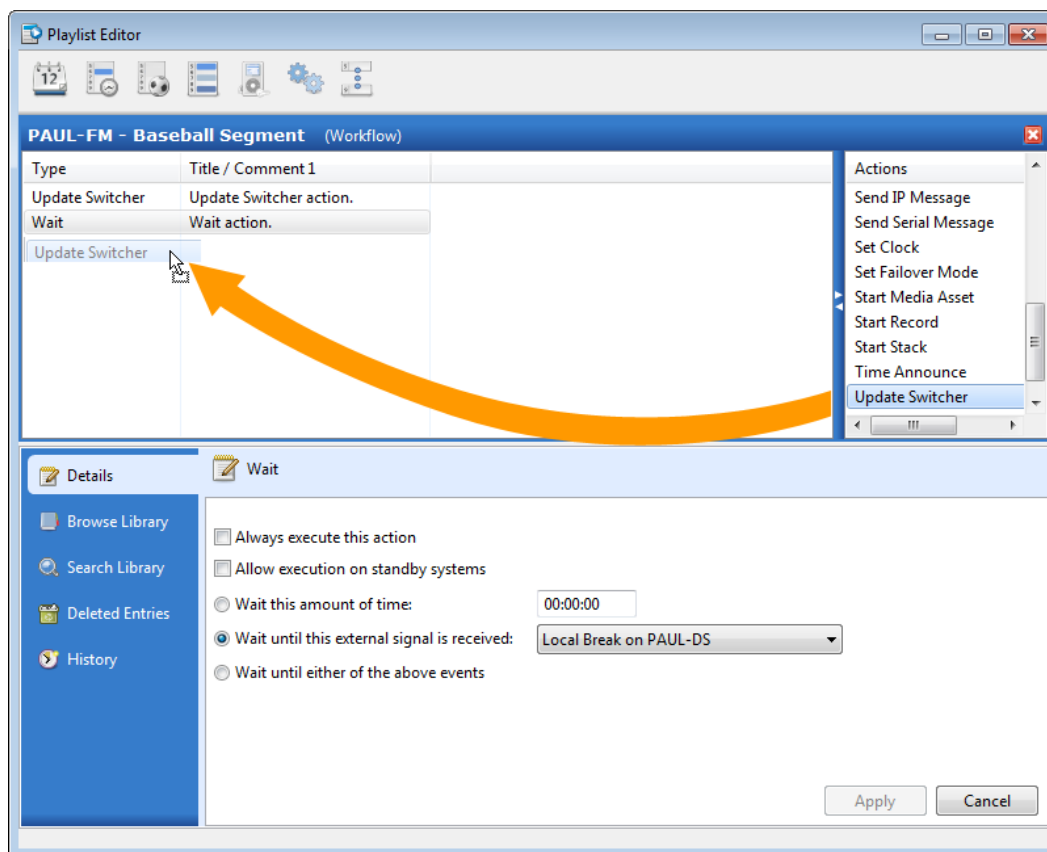 Playlist Editor
12
PAUL-FM - Baseball Segment (Workflow)
Type Title / Comment 1 Actions
Update Switcher Update Switcher action. Send IP Message
Wait Wait action. Send Serial Message
Update Switcher Set Clock
Set Failover Mode
Start Media Asset
Start Record
Start Stack
Time Announce
Update Switcher
Details Wait
Browse Library
Search Library
Deleted Entries
History
Always execute this action
Allow execution on standby systems
Wait this amount of time: 00:00:00
Wait until this external signal is received: Local Break on PAUL-DS
Wait until either of the above events
Apply Cancel